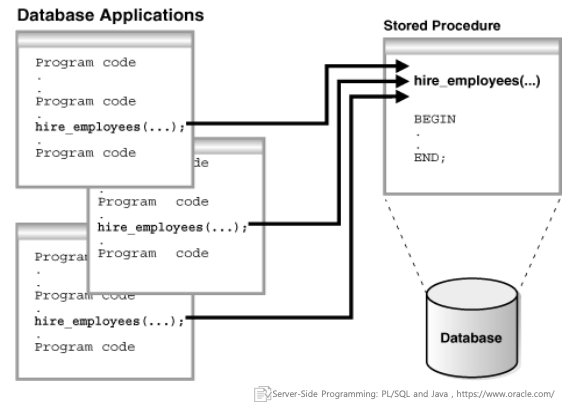 Database Applications
Program code
.
.
Program code
.
hire_employees(...);
.
Program code
de
.
Program code
.
hire_employees(...);
.
Program code
Progra
.
.
Program code
.
hire_employees(...);
.
Program code
Stored Procedure
hire_employees(...)
BEGIN
.
.
END;
Database
Server-Side Programming: PL/SQL and Java , https://www.oracle.com/